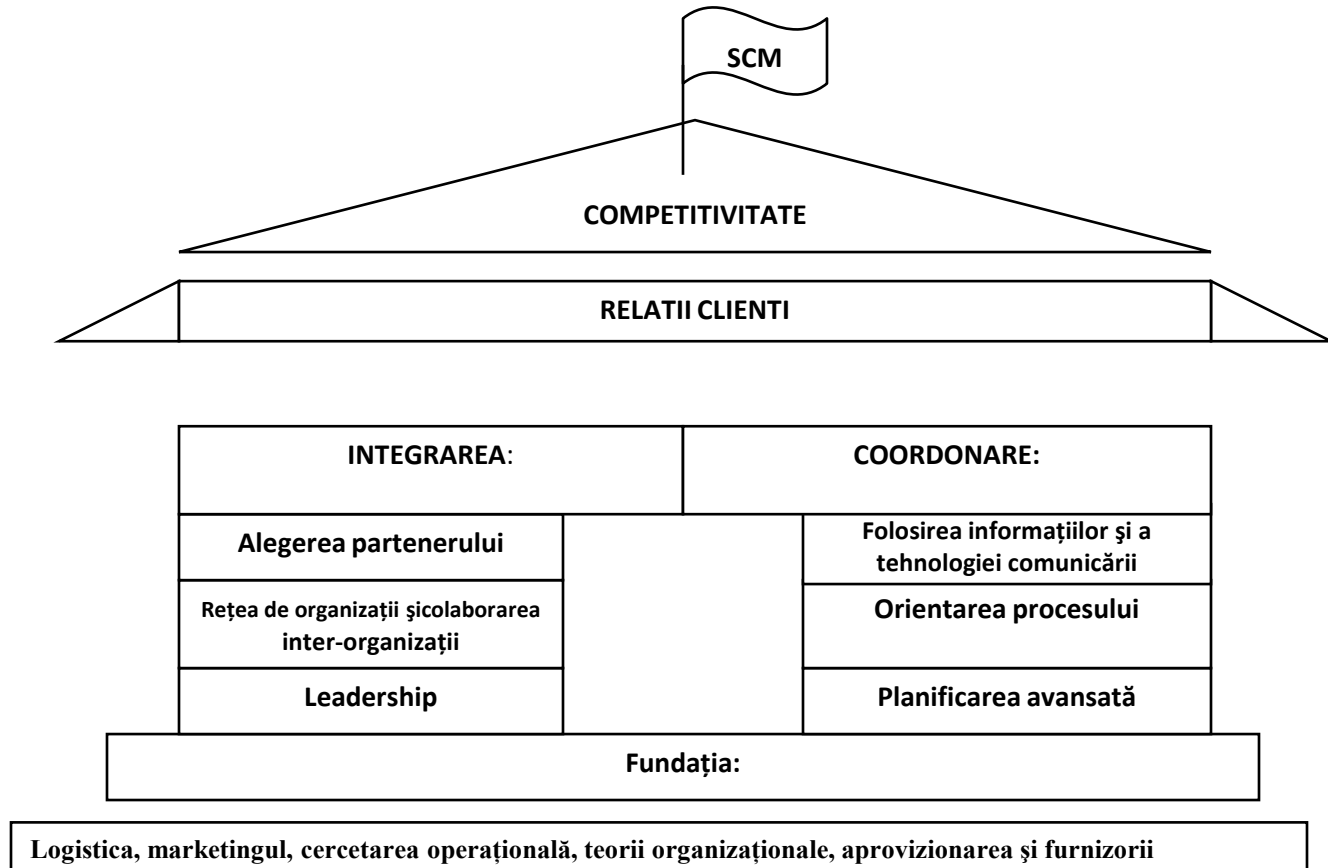 SCM
COMPETITIVITATE
RELATII CLIENTI
INTEGRAREA:
COORDONARE:
Alegerea partenerului
Folosirea informațiilor şi a
tehnologiei comunicării
Rețea de organizații şicolaborarea
inter-organizații
Orientarea procesului
Leadership
Planificarea avansată
Fundația:
Logistica, marketingul, cercetarea operațională, teorii organizaționale, aprovizionarea şi furnizorii